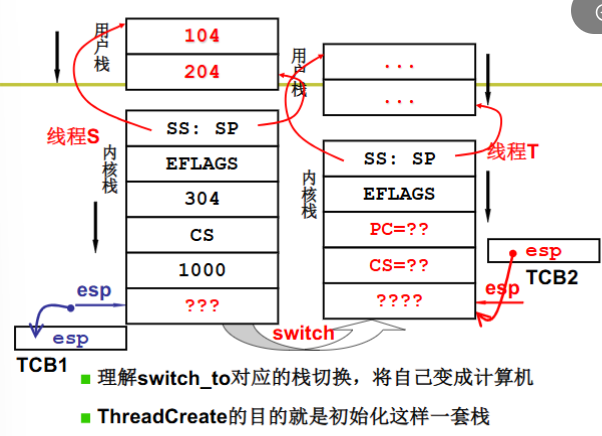 用户栈
104
204
用户栈
...
...
线程S
内核栈
SS: SP
EFLAGS
304
CS
1000
???
esp
esp
TCB1
switch
线程T
内核栈
SS: SP
EFLAGS
PC=??
CS=??
????
esp
esp
TCB2
理解switch_to对应的栈切换，将自己变成计算机
ThreadCreate的目的就是初始化这样一套栈